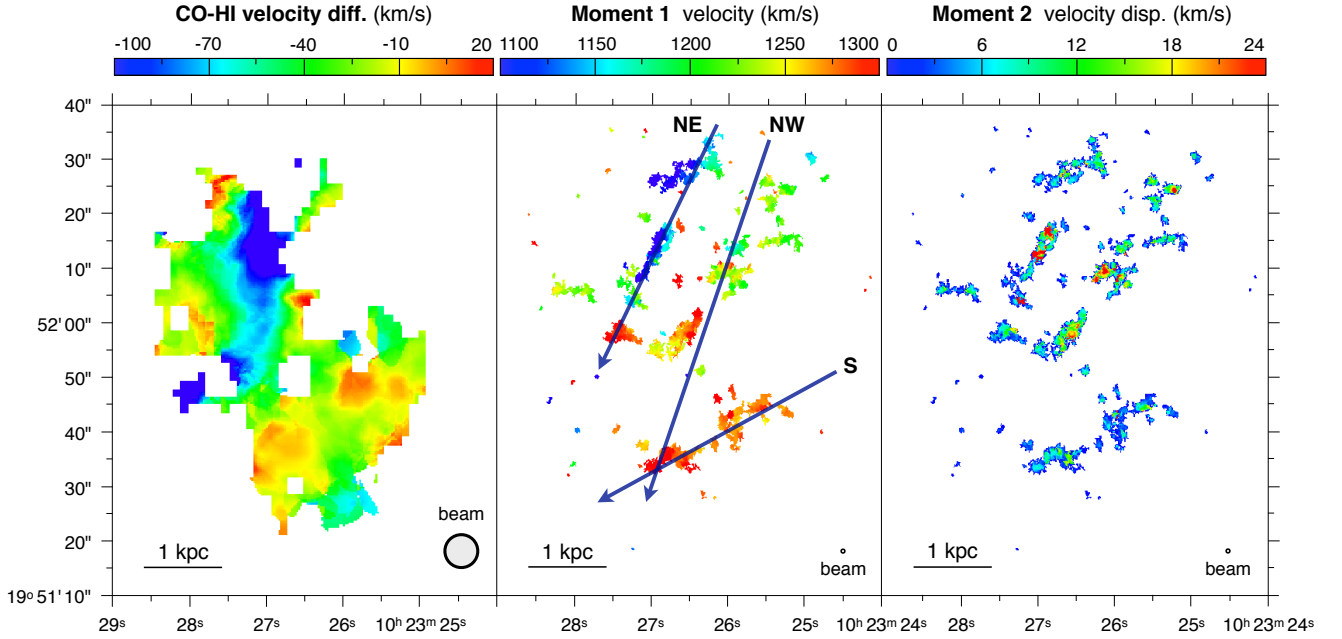 CO-HI velocity diff. (km/s)
-100 -70 -40 -10 20
Moment 1 velocity (km/s)
1100 1150 1200 1250 1300
Moment 2 velocity disp. (km/s)
0 6 12 18 24
40"
30"
20"
10"
52' 00"
50"
40"
30"
20"
19o 51' 10"
beam
1 kpc
29s 28s 27s 26s 10h 23m 25s
NE
NW
S
1 kpc
beam
28s 27s 26s 10h 23m 24s
1 kpc
beam
28s 27s 26s 25s 10h 23m 24s